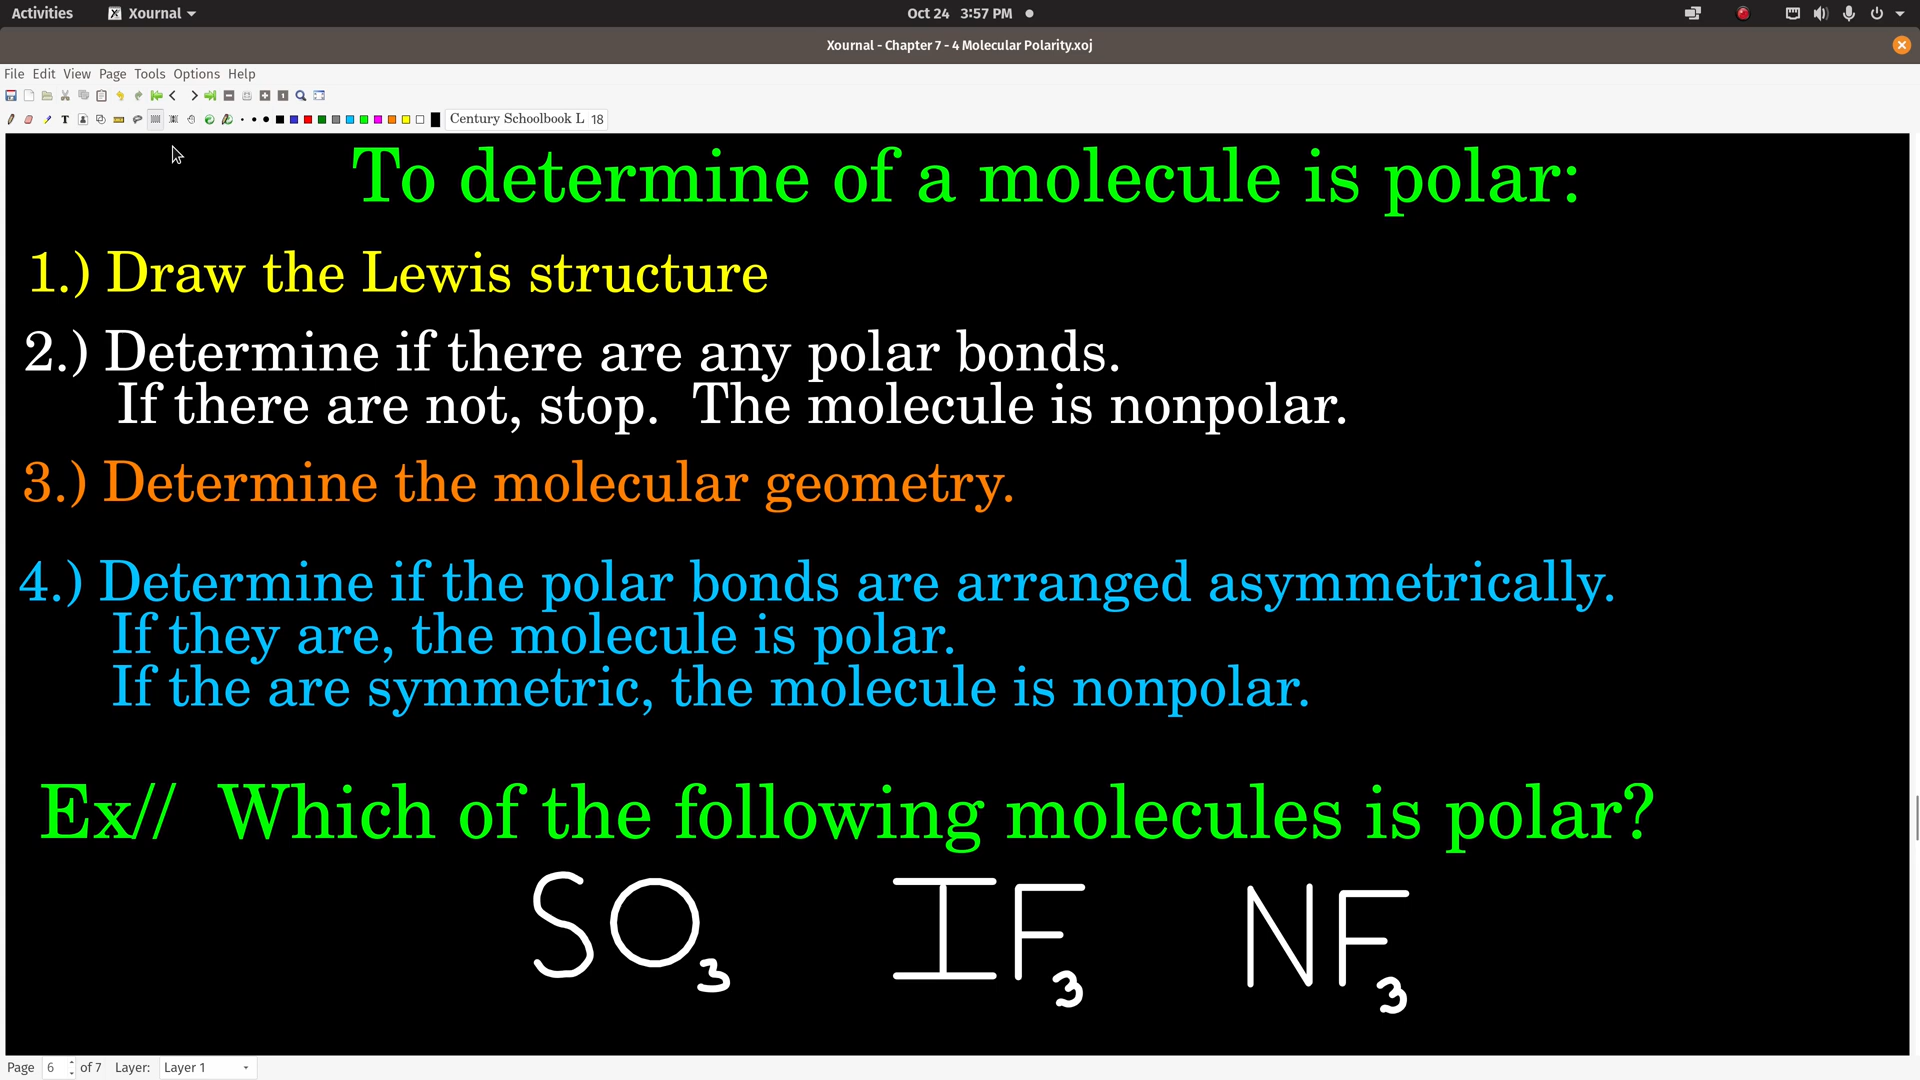 Activities Xournal Oct 24 3:57 PM
Xournal - Chapter 7 - 4 Molecular Polarity.xoj
File Edit View Page Tools Options Help
Century Schoolbook L 18
To determine of a molecule is polar:
1.) Draw the Lewis structure
2.) Determine if there are any polar bonds.
If there are not, stop. The molecule is nonpolar.
3.) Determine the molecular geometry.
4.) Determine if the polar bonds are arranged asymmetrically.
If they are, the molecule is polar.
If the are symmetric, the molecule is nonpolar.
Ex// Which of the following molecules is polar?
SO₃ IF₃ NF₃
Page 6 of 7 Layer: Layer 1